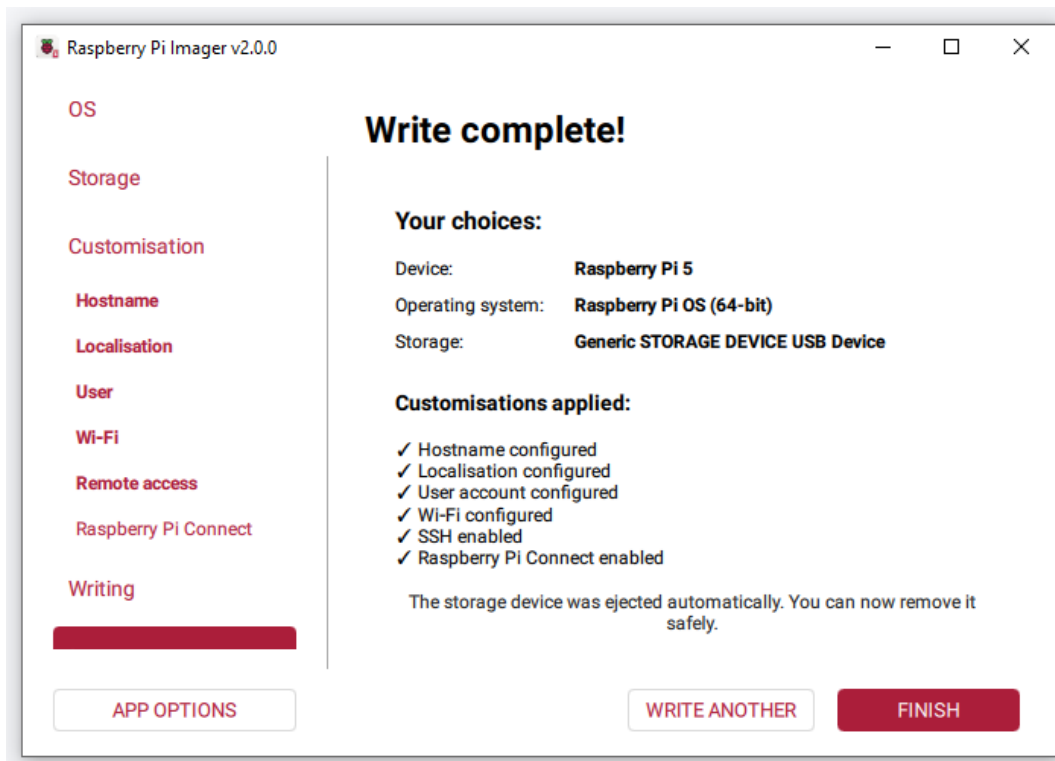 Raspberry Pi Imager v2.0.0
OS
Storage
Customisation
Hostname
Localisation
User
Wi-Fi
Remote access
Raspberry Pi Connect
Writing
APP OPTIONS
Write complete!
Your choices:
Device: Raspberry Pi 5
Operating system: Raspberry Pi OS (64-bit)
Storage: Generic STORAGE DEVICE USB Device
Customisations applied:
✓ Hostname configured
✓ Localisation configured
✓ User account configured
✓ Wi-Fi configured
✓ SSH enabled
✓ Raspberry Pi Connect enabled
The storage device was ejected automatically. You can now remove it
safely.
WRITE ANOTHER
FINISH